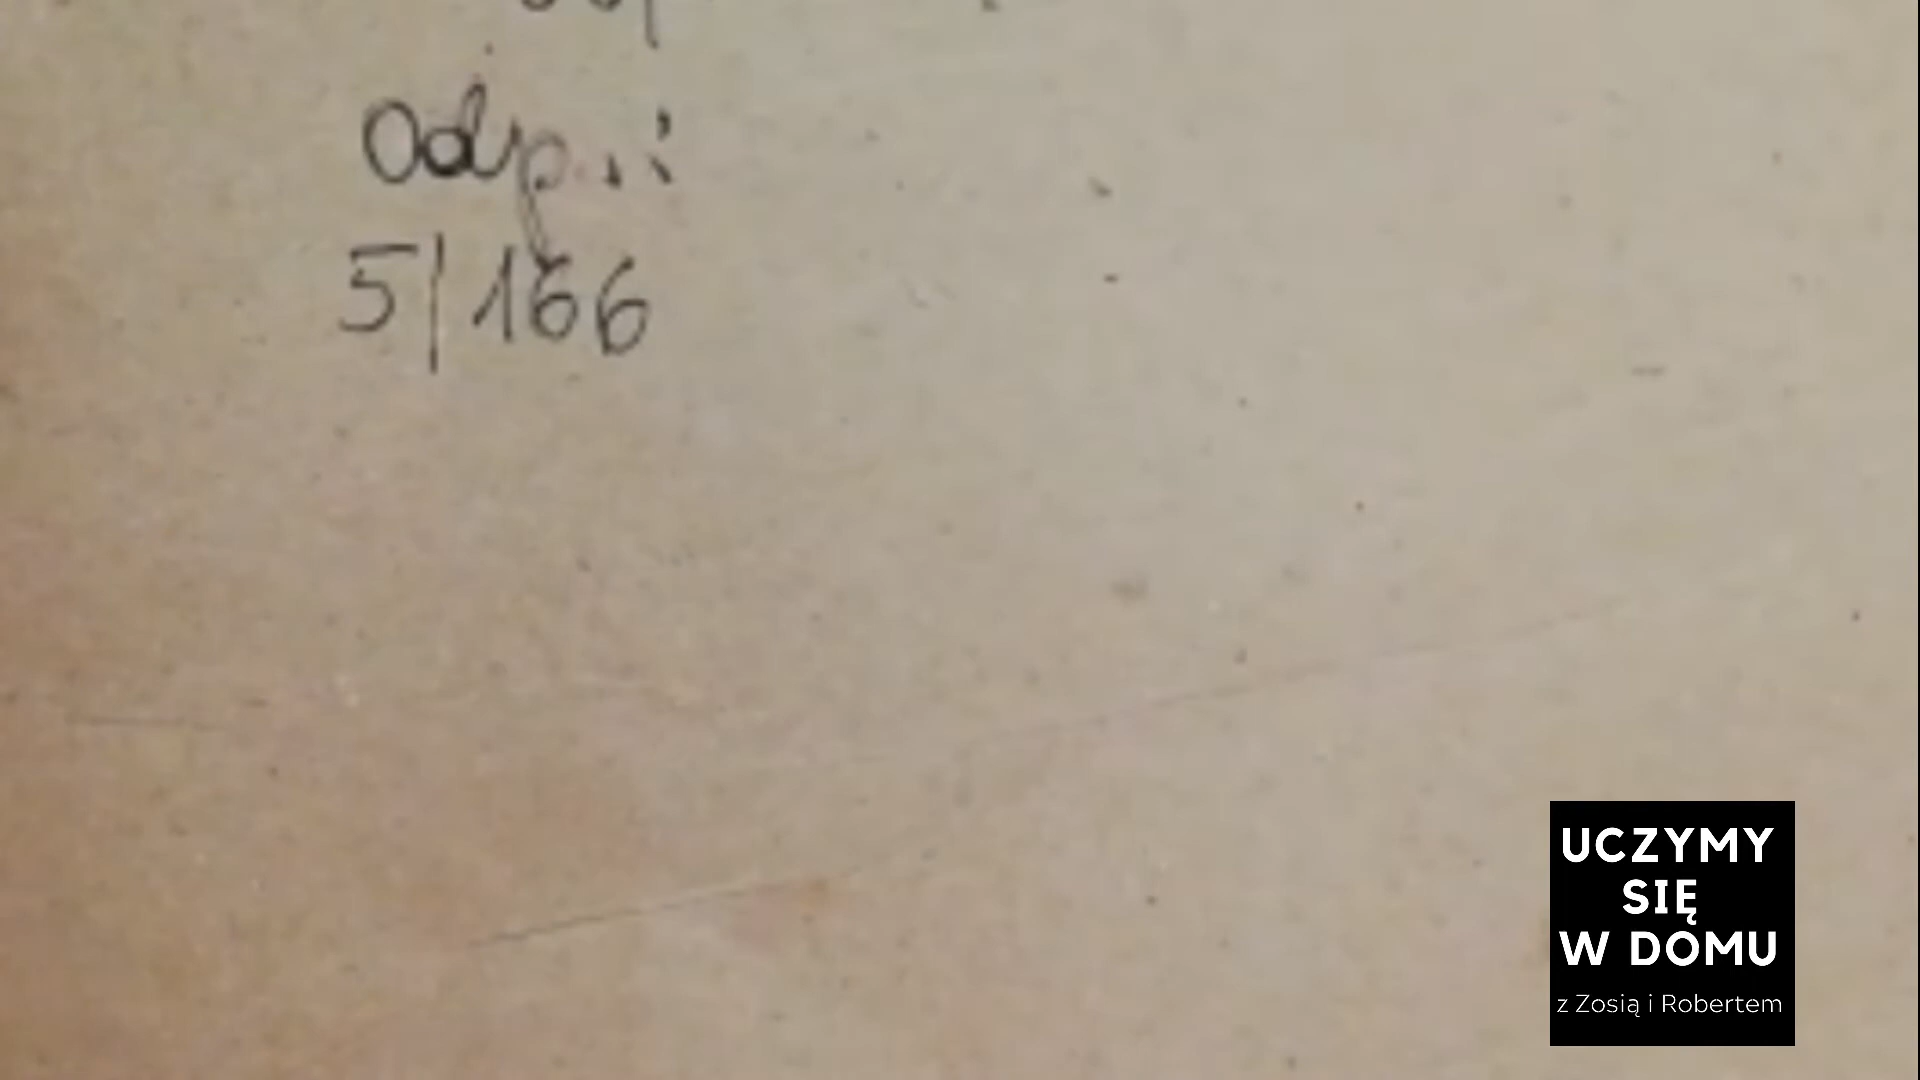 Odp.:
5|166
UCZYMY
SIĘ
W DOMU
z Zosią i Robertem